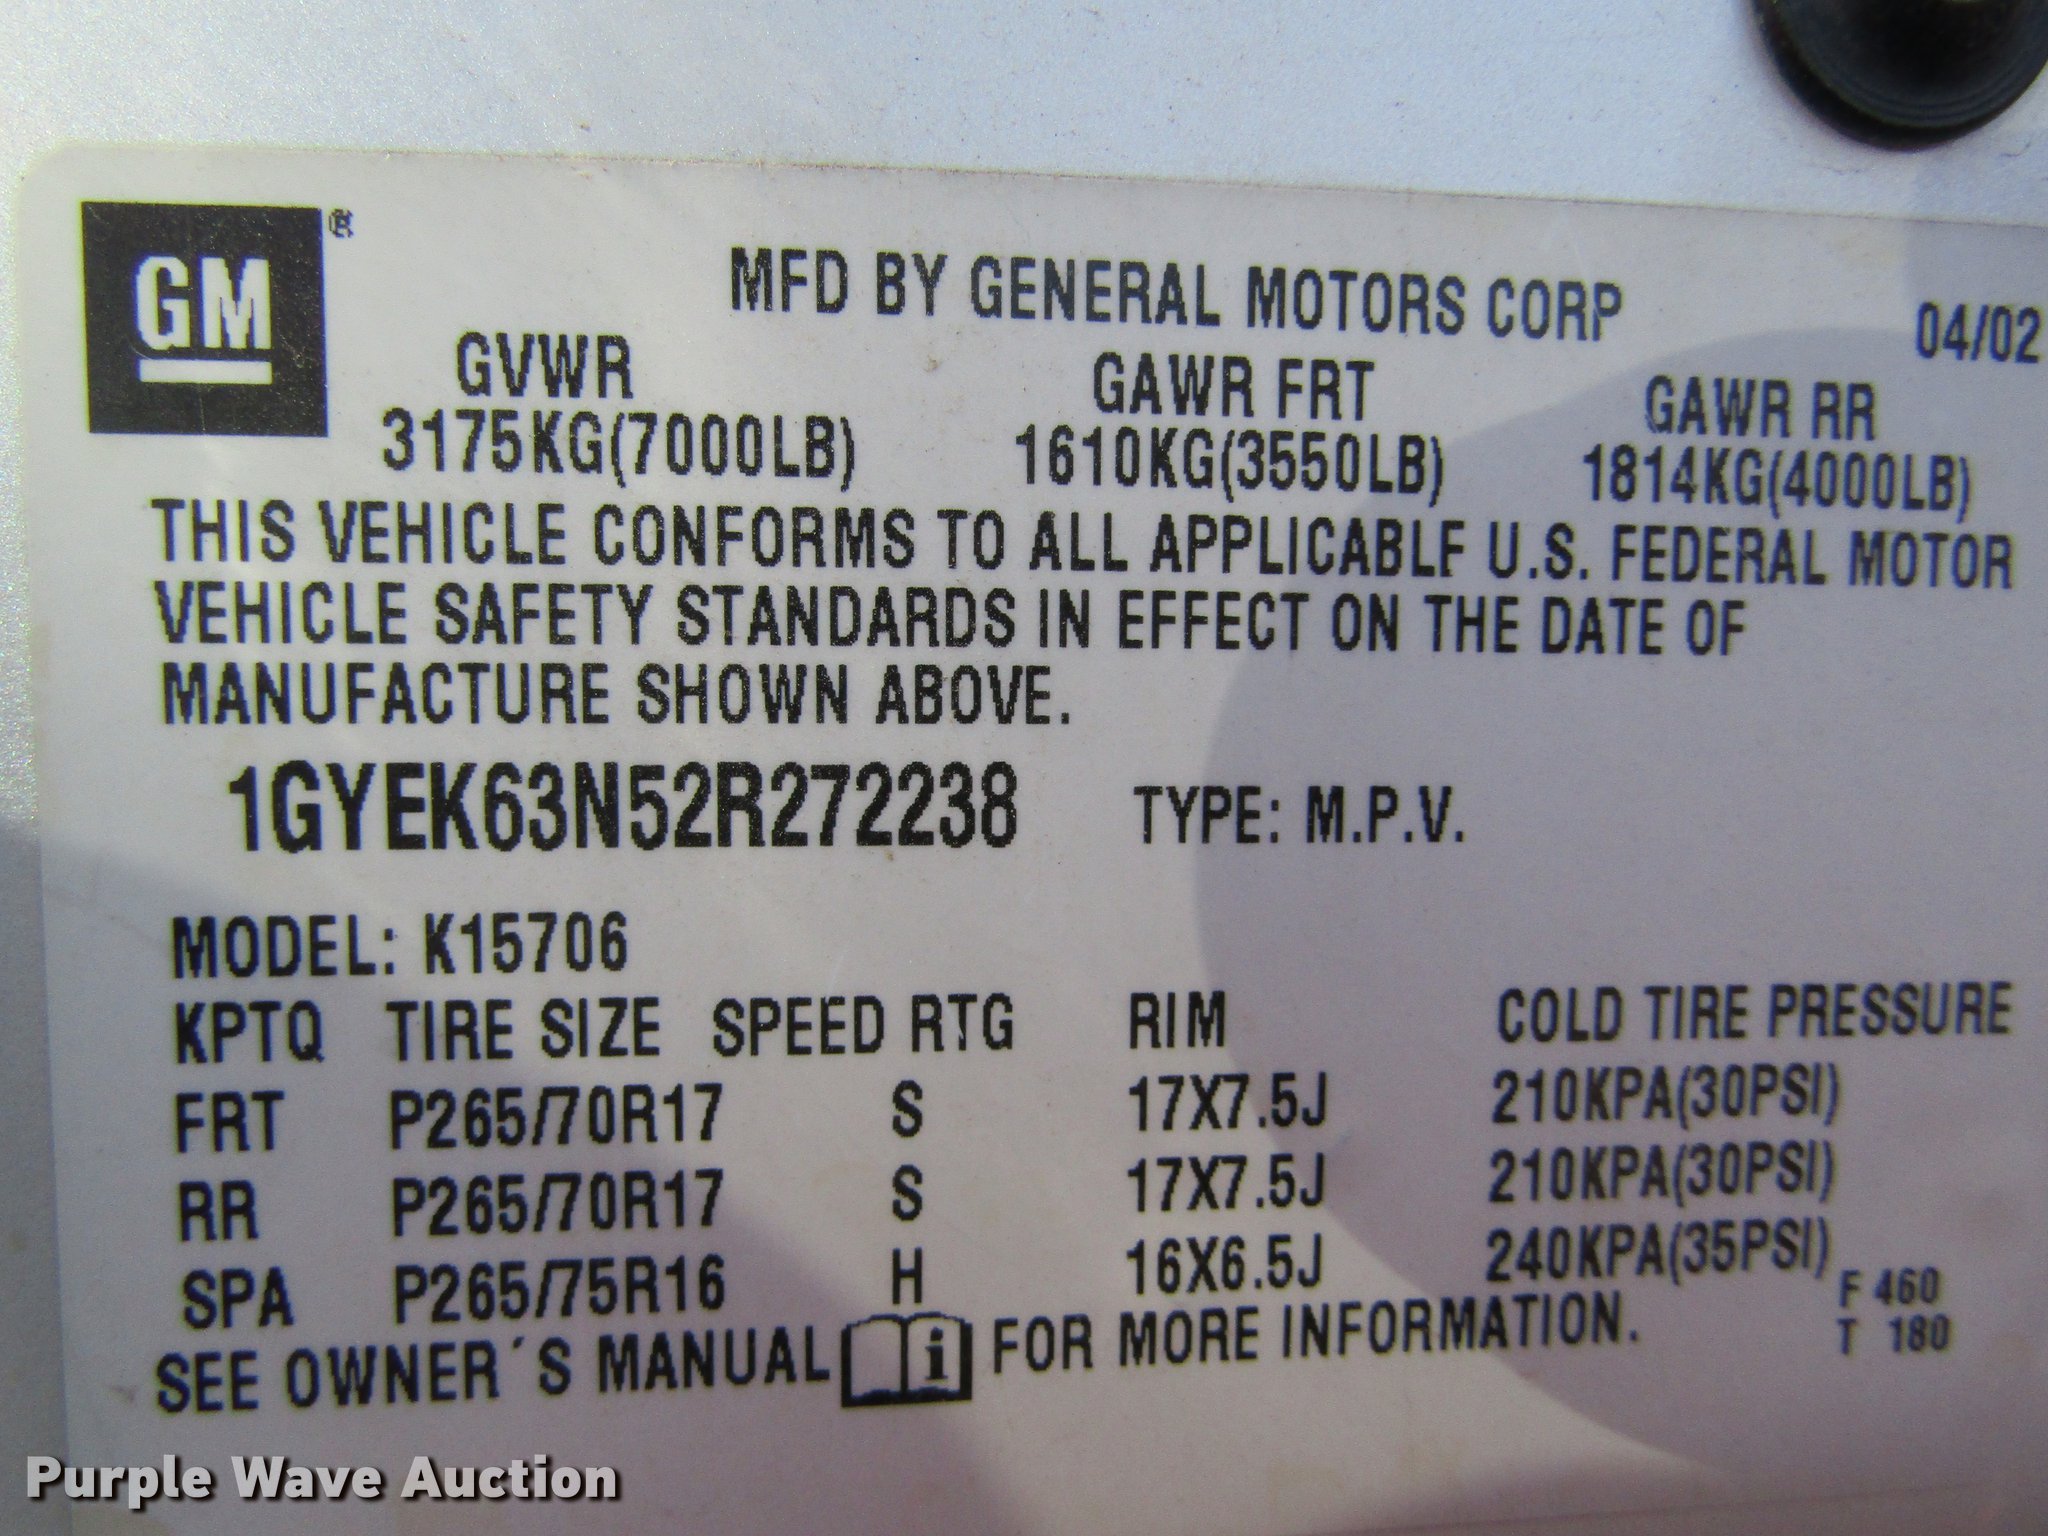 GM®
MFD BY GENERAL MOTORS CORP
04/02
GVWR GAWR FRT GAWR RR
3175KG(7000LB) 1610KG(3550LB) 1814KG(4000LB)
THIS VEHICLE CONFORMS TO ALL APPLICABLE U.S. FEDERAL MOTOR
VEHICLE SAFETY STANDARDS IN EFFECT ON THE DATE OF
MANUFACTURE SHOWN ABOVE.
1GYEK63N52R272238 TYPE: M.P.V.
MODEL: K15706
KPTQ TIRE SIZE SPEED RTG RIM COLD TIRE PRESSURE
FRT P265/70R17 S 17X7.5J 210KPA(30PSI)
RR P265/70R17 S 17X7.5J 210KPA(30PSI)
SPA P265/75R16 H 16X6.5J 240KPA(35PSI)
F 460
T 180
SEE OWNER´S MANUAL i FOR MORE INFORMATION.
Purple Wave Auction